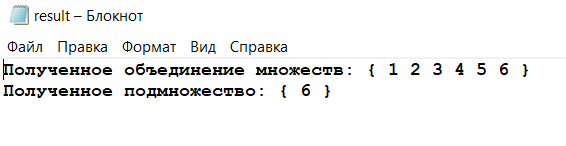 result – Блокнот
Файл Правка Формат Вид Справка
Полученное объединение множеств: { 1 2 3 4 5 6 }
Полученное подмножество: { 6 }